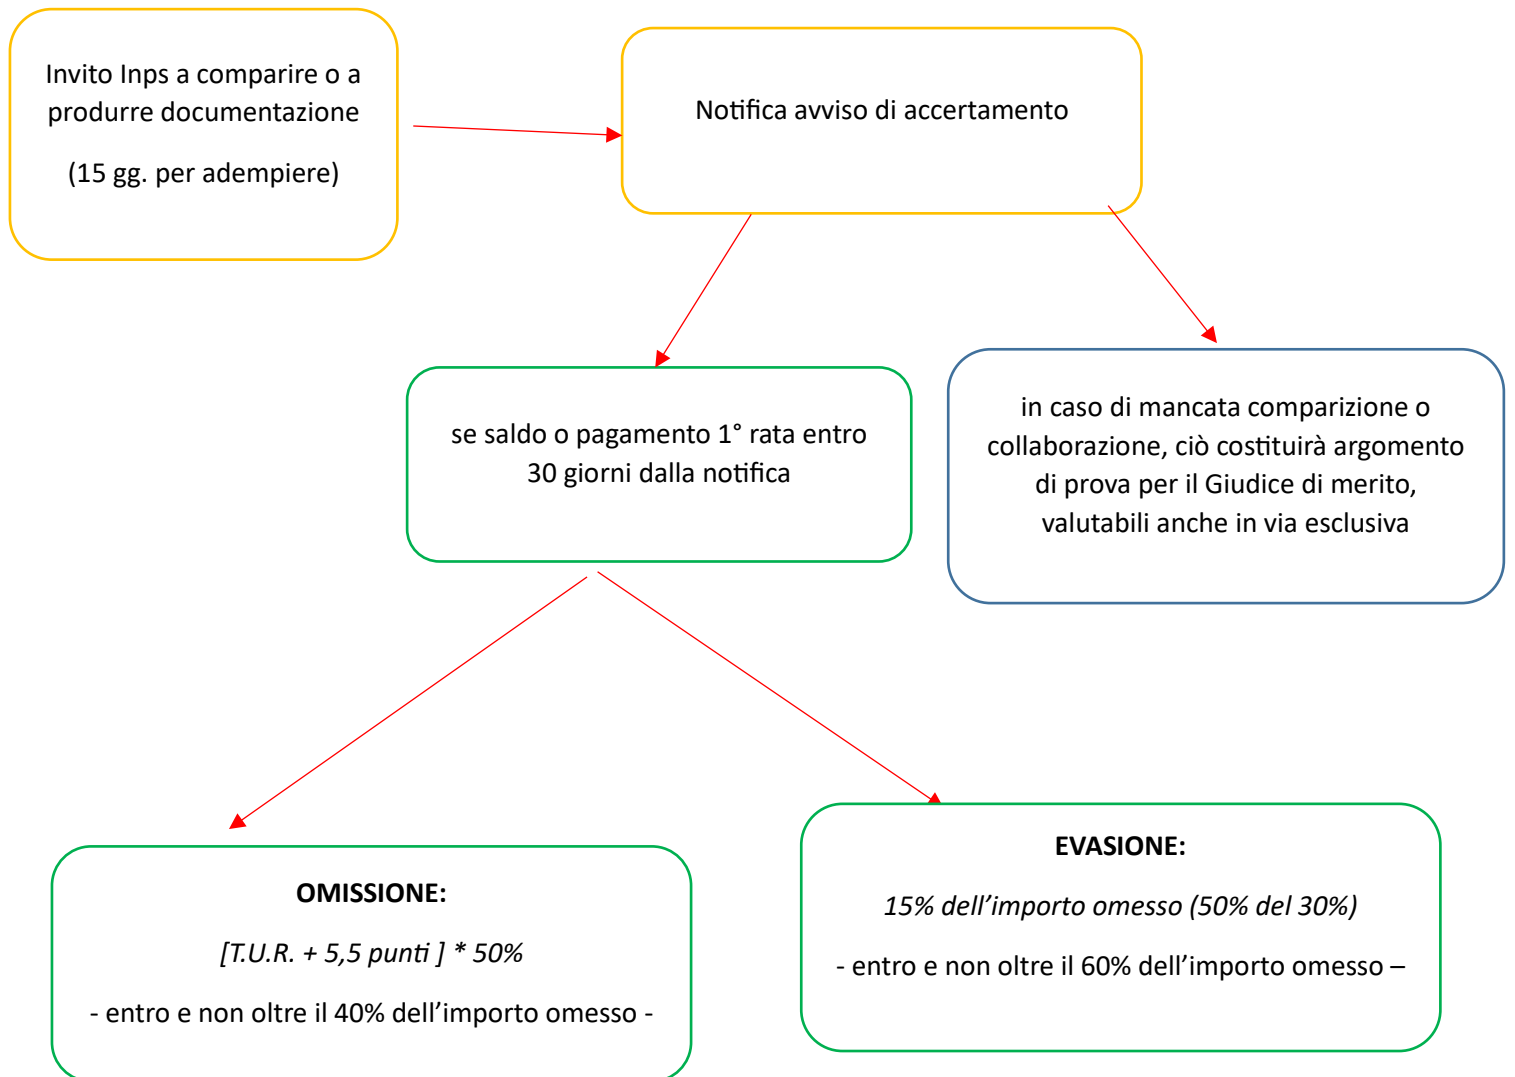 Invito Inps a comparire o a
produrre documentazione
(15 gg. per adempiere)
Notifica avviso di accertamento
se saldo o pagamento 1° rata entro
30 giorni dalla notifica
in caso di mancata comparizione o
collaborazione, ciò costituirà argomento
di prova per il Giudice di merito,
valutabili anche in via esclusiva
OMISSIONE:
[T.U.R. + 5,5 punti ] * 50%
- entro e non oltre il 40% dell’importo omesso -
EVASIONE:
15% dell’importo omesso (50% del 30%)
- entro e non oltre il 60% dell’importo omesso –